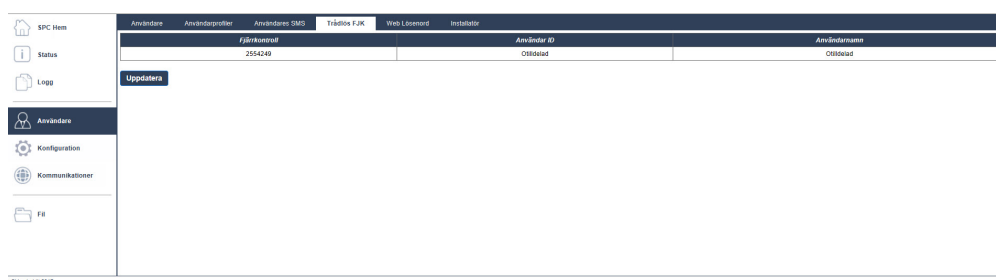 SPC Hem
Status
Logg
Användare
Konfiguration
Kommunikationer
Fil
Användare Användarprofiler Användares SMS Trådlös FJK Web Lösenord Installatör
Fjärrkontroll Användar ID Användarnamn
2554249 Otilldelad Otilldelad
Uppdatera